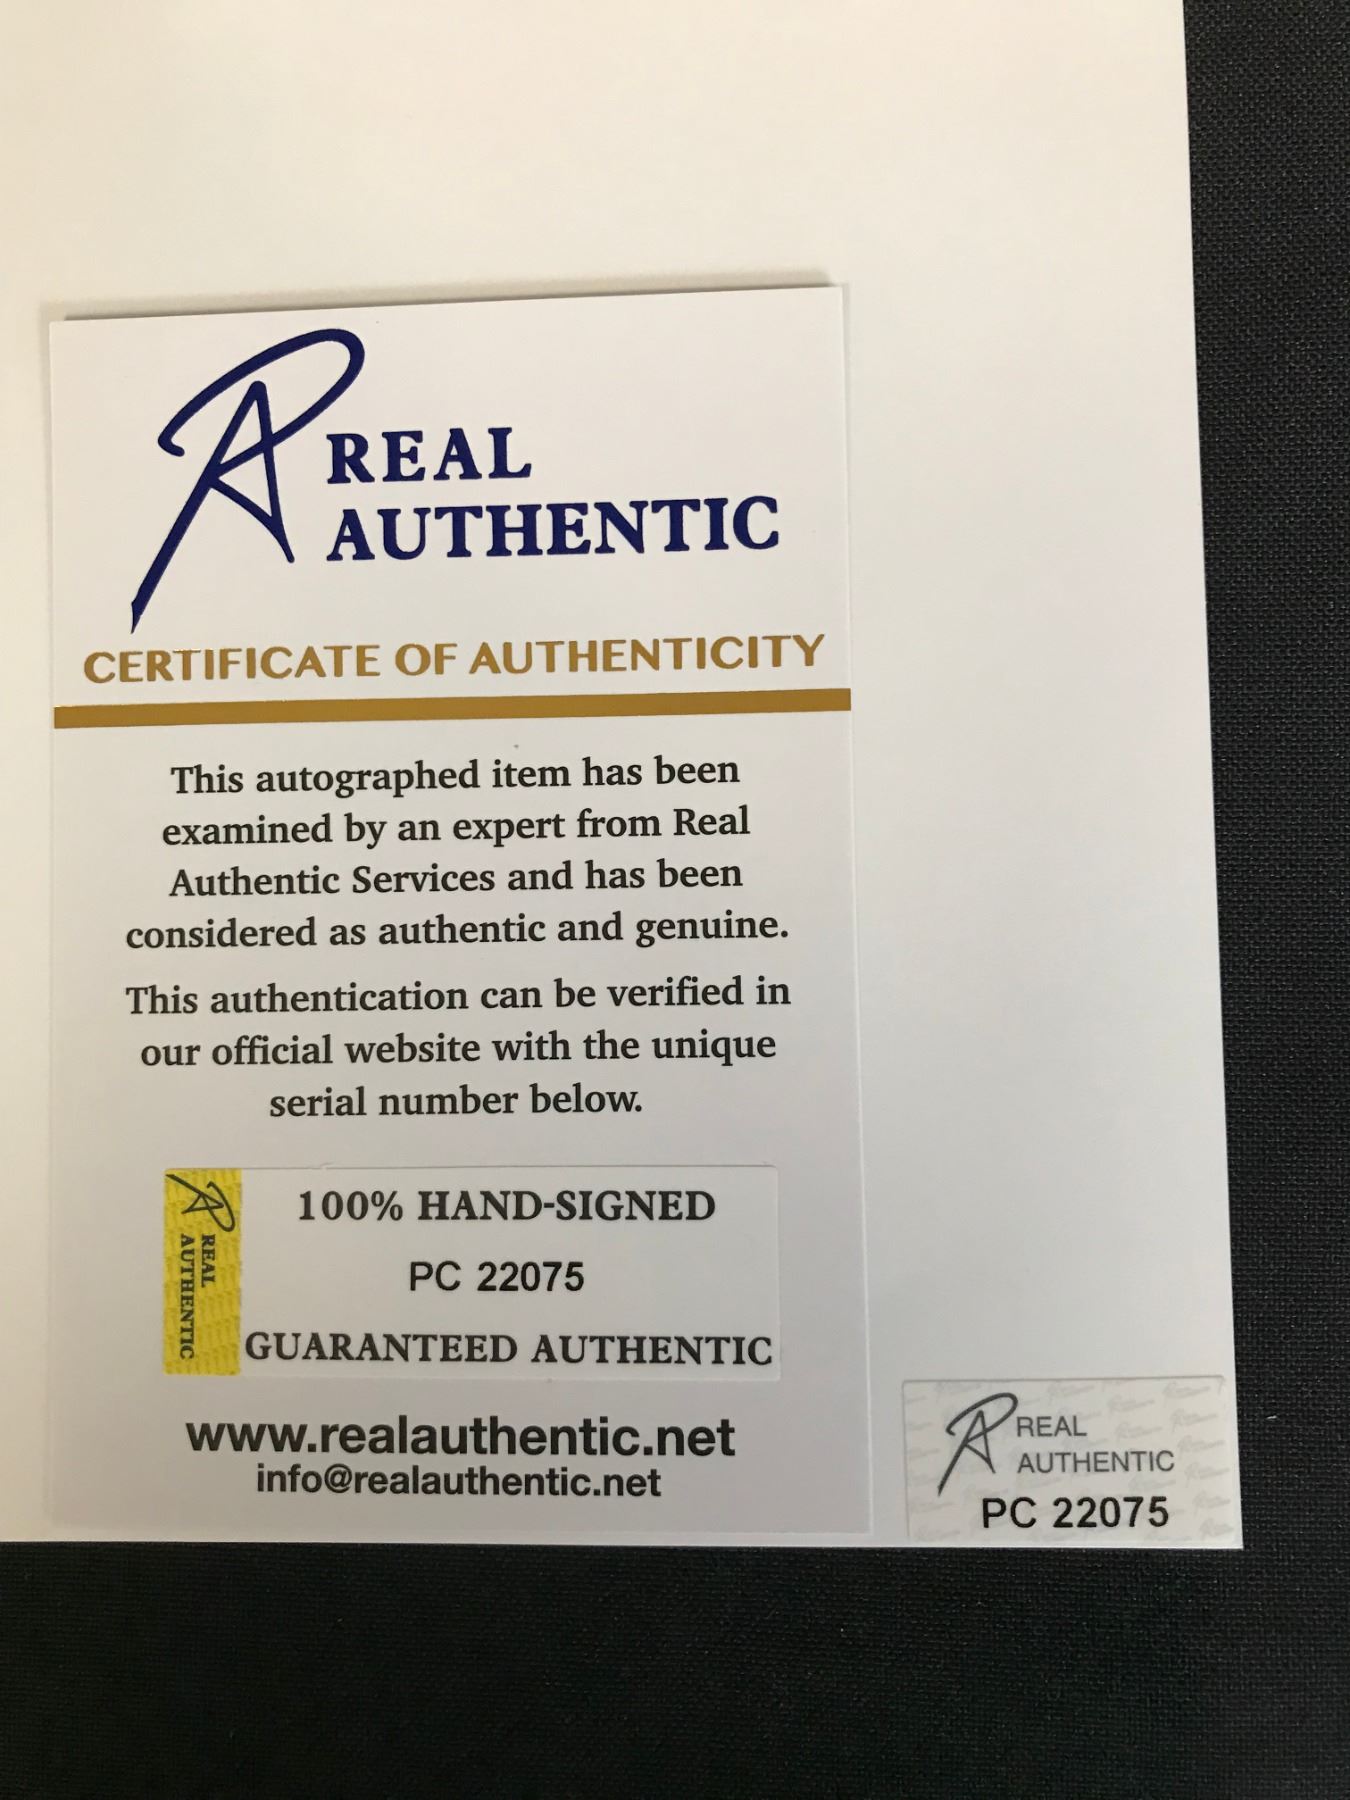 REAL
AUTHENTIC
CERTIFICATE OF AUTHENTICITY
This autographed item has been
examined by an expert from Real
Authentic Services and has been
considered as authentic and genuine.
This authentication can be verified in
our official website with the unique
serial number below.
REAL
AUTHENTIC
100% HAND-SIGNED
PC 22075
GUARANTEED AUTHENTIC
www.realauthentic.net
info@realauthentic.net
REAL
AUTHENTIC
PC 22075